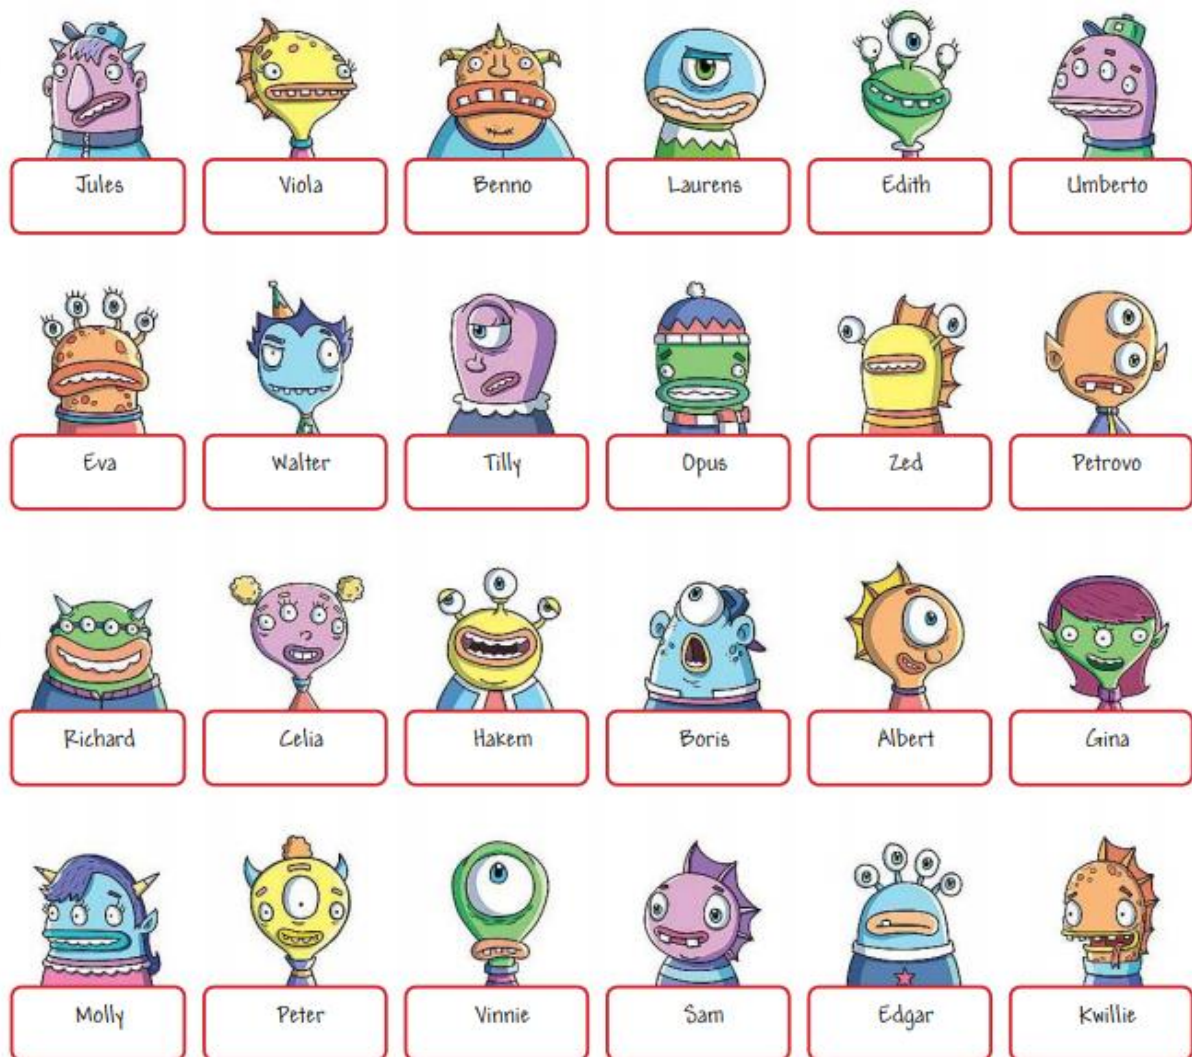 Jules Viola Benno Laurens Edith Umberto
Eva Walter Tilly Opus Zed Petrovo
Richard Celia Hakem Boris Albert Gina
Molly Peter Vinnie Sam Edgar Kwillie